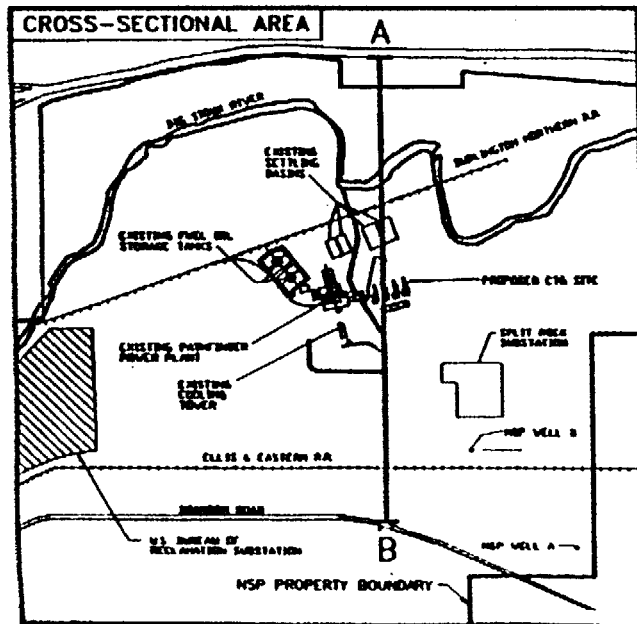 CROSS-SECTIONAL AREA
A
BIG SIOUX RIVER
EXISTING
SETTLING
BASINS
BURLINGTON NORTHERN R.R.
EXISTING FUEL OIL
STORAGE TANKS
PROPOSED CTG SITE
EXISTING PATHFINDER
POWER PLANT
SPLIT ROCK
SUBSTATION
EXISTING
COOLING
TOWER
NSP WELL B
ELLIS & EASTERN R.R.
ROAD
U.S. BUREAU OF
RECLAMATION SUBSTATION
B
NSP WELL A
NSP PROPERTY BOUNDARY